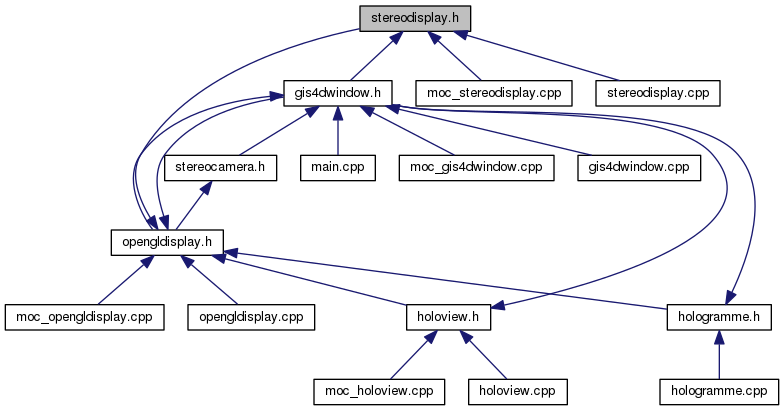 stereodisplay.h
gis4dwindow.h
moc_stereodisplay.cpp
stereodisplay.cpp
stereocamera.h
main.cpp
moc_gis4dwindow.cpp
gis4dwindow.cpp
opengldisplay.h
moc_opengldisplay.cpp
opengldisplay.cpp
holoview.h
hologramme.h
moc_holoview.cpp
holoview.cpp
hologramme.cpp